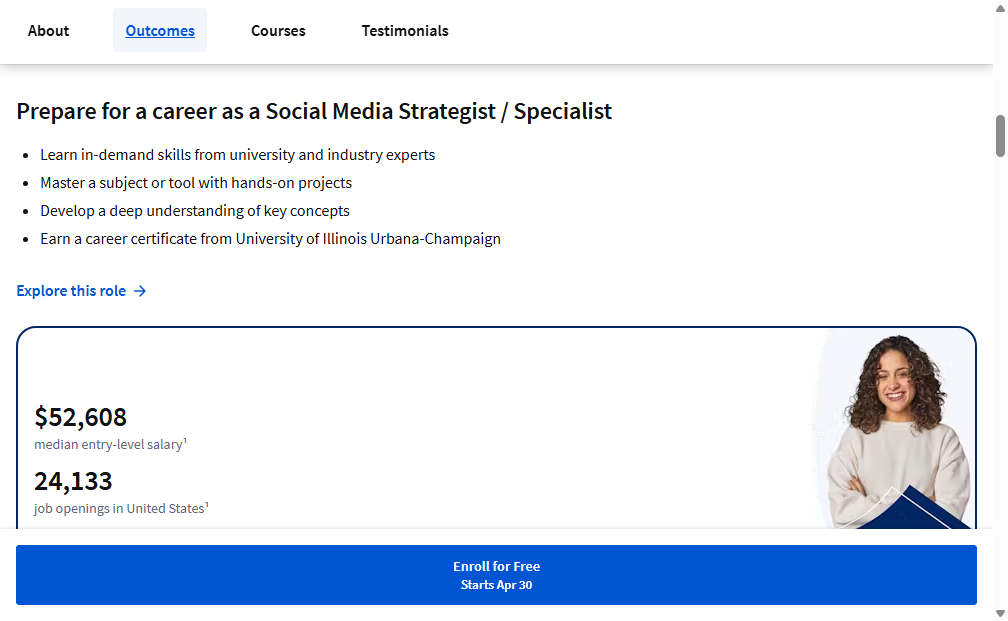 About
Outcomes
Courses
Testimonials
Prepare for a career as a Social Media Strategist / Specialist
• Learn in-demand skills from university and industry experts
• Master a subject or tool with hands-on projects
• Develop a deep understanding of key concepts
• Earn a career certificate from University of Illinois Urbana-Champaign
Explore this role →
$52,608
median entry-level salary¹
24,133
job openings in United States¹
Enroll for Free
Starts Apr 30